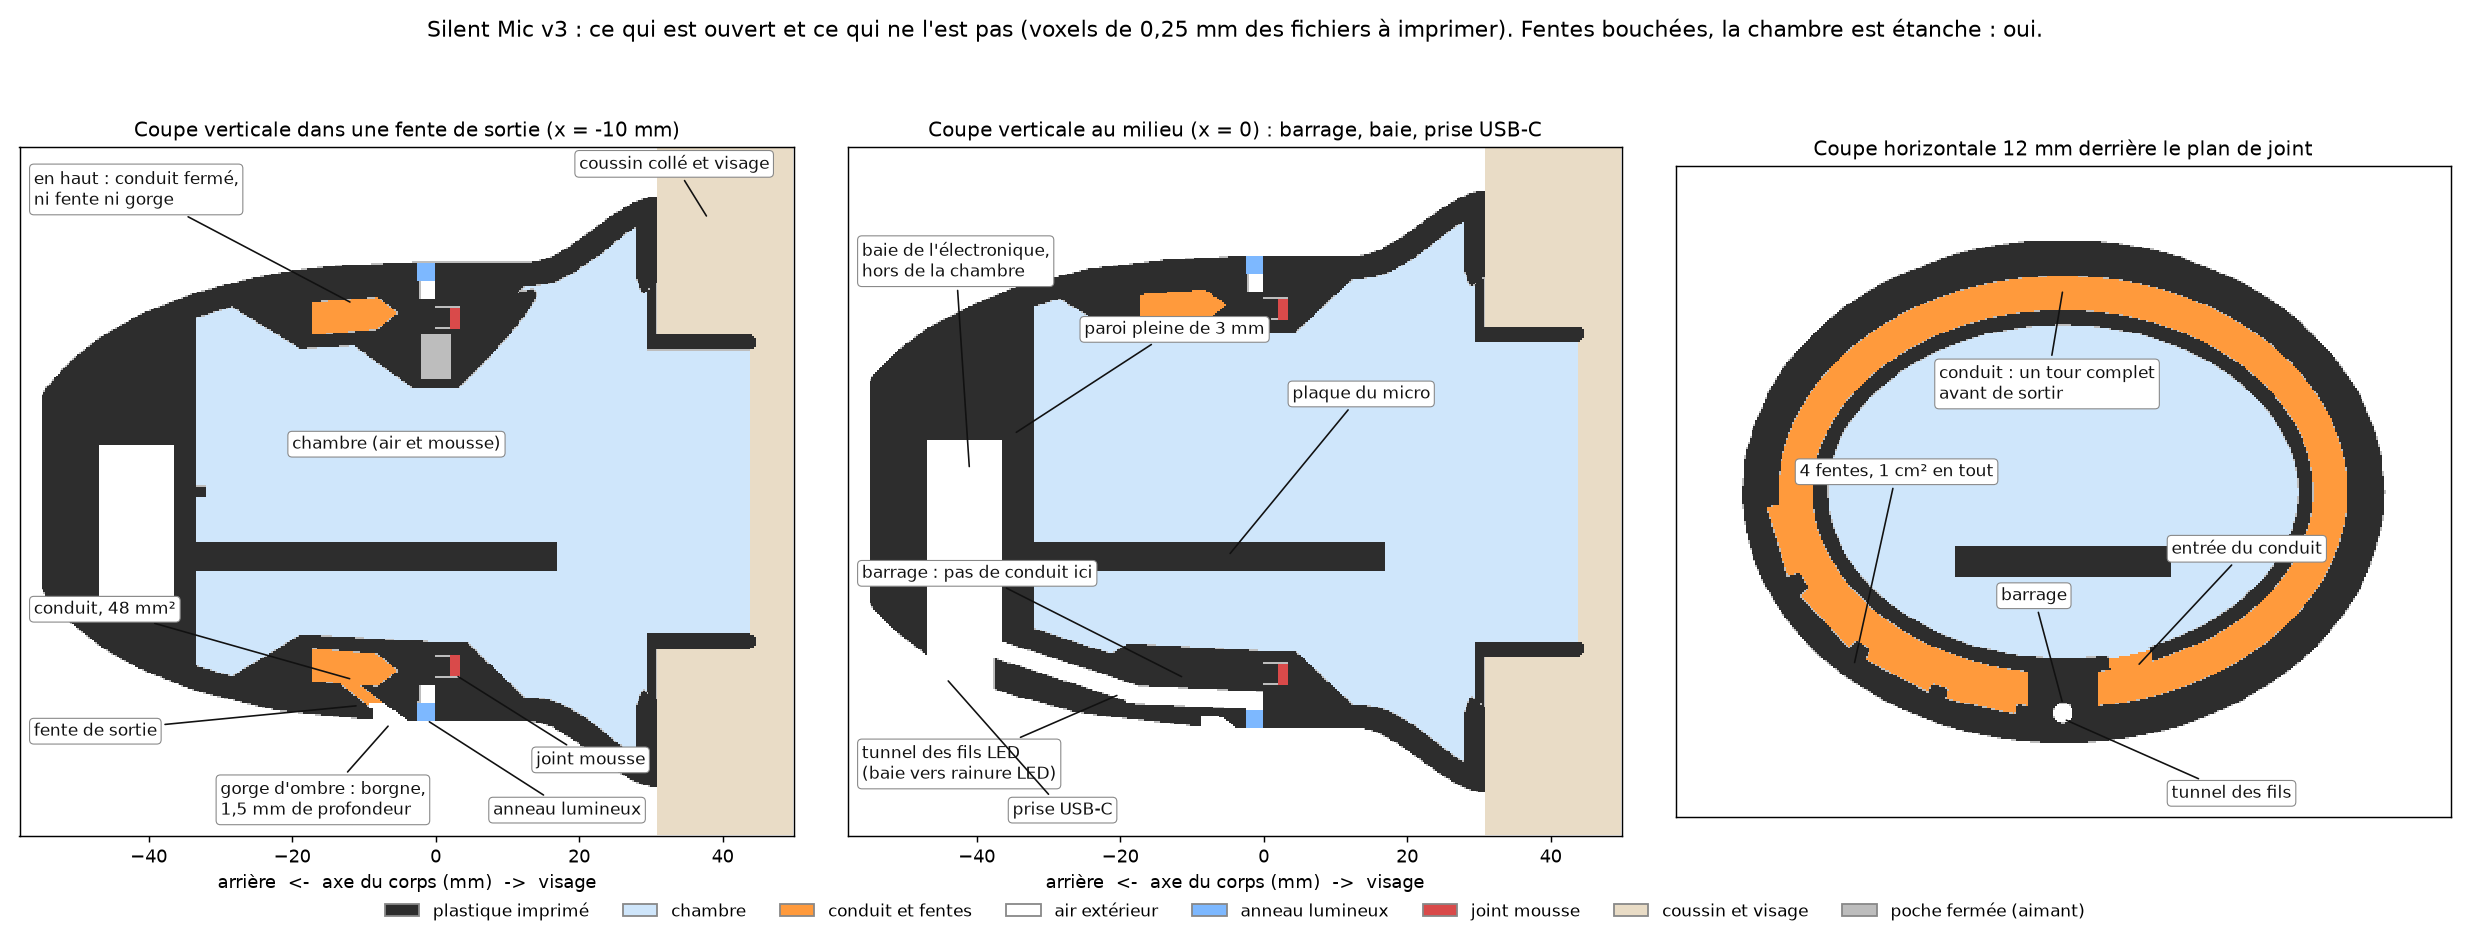 Silent Mic v3 : ce qui est ouvert et ce qui ne l'est pas (voxels de 0,25 mm des fichiers à imprimer). Fentes bouchées, la chambre est étanche : oui.
Coupe verticale dans une fente de sortie (x = -10 mm)
en haut : conduit fermé,
ni fente ni gorge
coussin collé et visage
chambre (air et mousse)
conduit, 48 mm²
fente de sortie
gorge d'ombre : borgne,
1,5 mm de profondeur
joint mousse
anneau lumineux
−40
−20
0
20
40
arrière <- axe du corps (mm) -> visage
Coupe verticale au milieu (x = 0) : barrage, baie, prise USB-C
baie de l'électronique,
hors de la chambre
paroi pleine de 3 mm
plaque du micro
barrage : pas de conduit ici
tunnel des fils LED
(baie vers rainure LED)
prise USB-C
−40
−20
0
20
40
arrière <- axe du corps (mm) -> visage
Coupe horizontale 12 mm derrière le plan de joint
conduit : un tour complet
avant de sortir
4 fentes, 1 cm² en tout
entrée du conduit
barrage
tunnel des fils
plastique imprimé
chambre
conduit et fentes
air extérieur
anneau lumineux
joint mousse
coussin et visage
poche fermée (aimant)